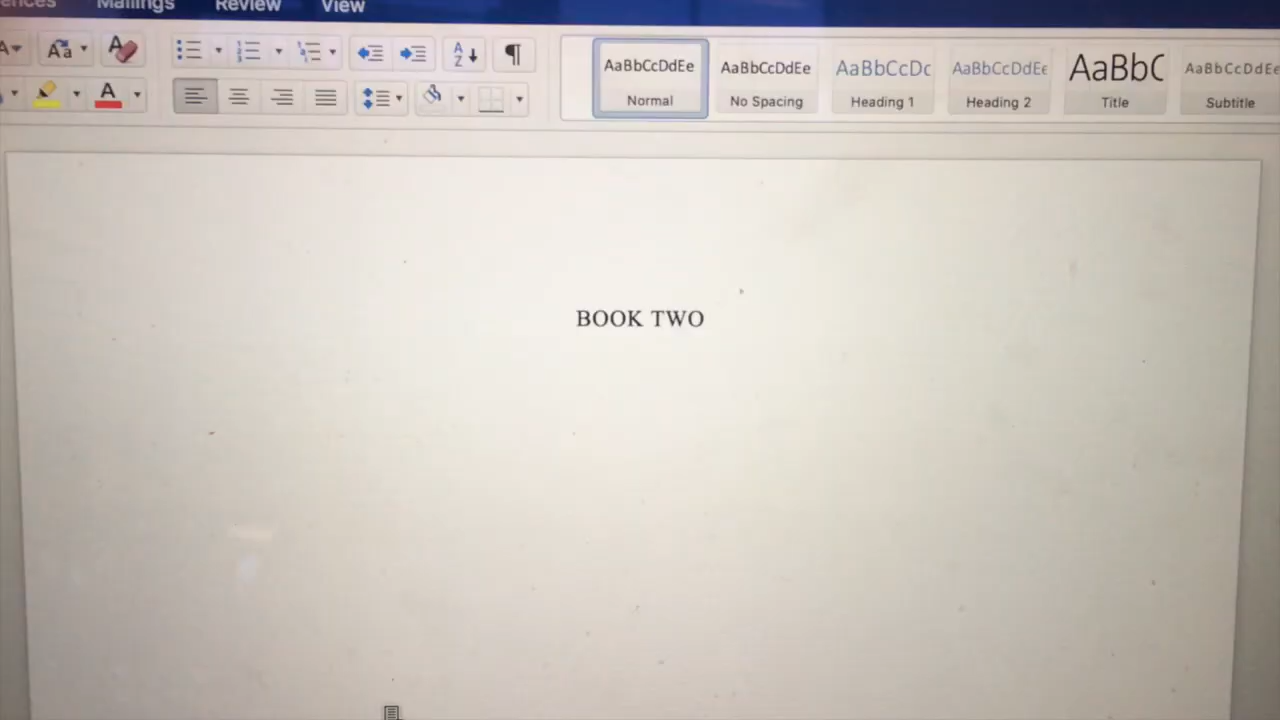 Mailings Review View
AaBbCcDdEe AaBbCcDdEe AaBbCcDc AaBbCcDdEe AaBbC AaBbCcDdEe
Normal No Spacing Heading 1 Heading 2 Title Subtitle
BOOK TWO